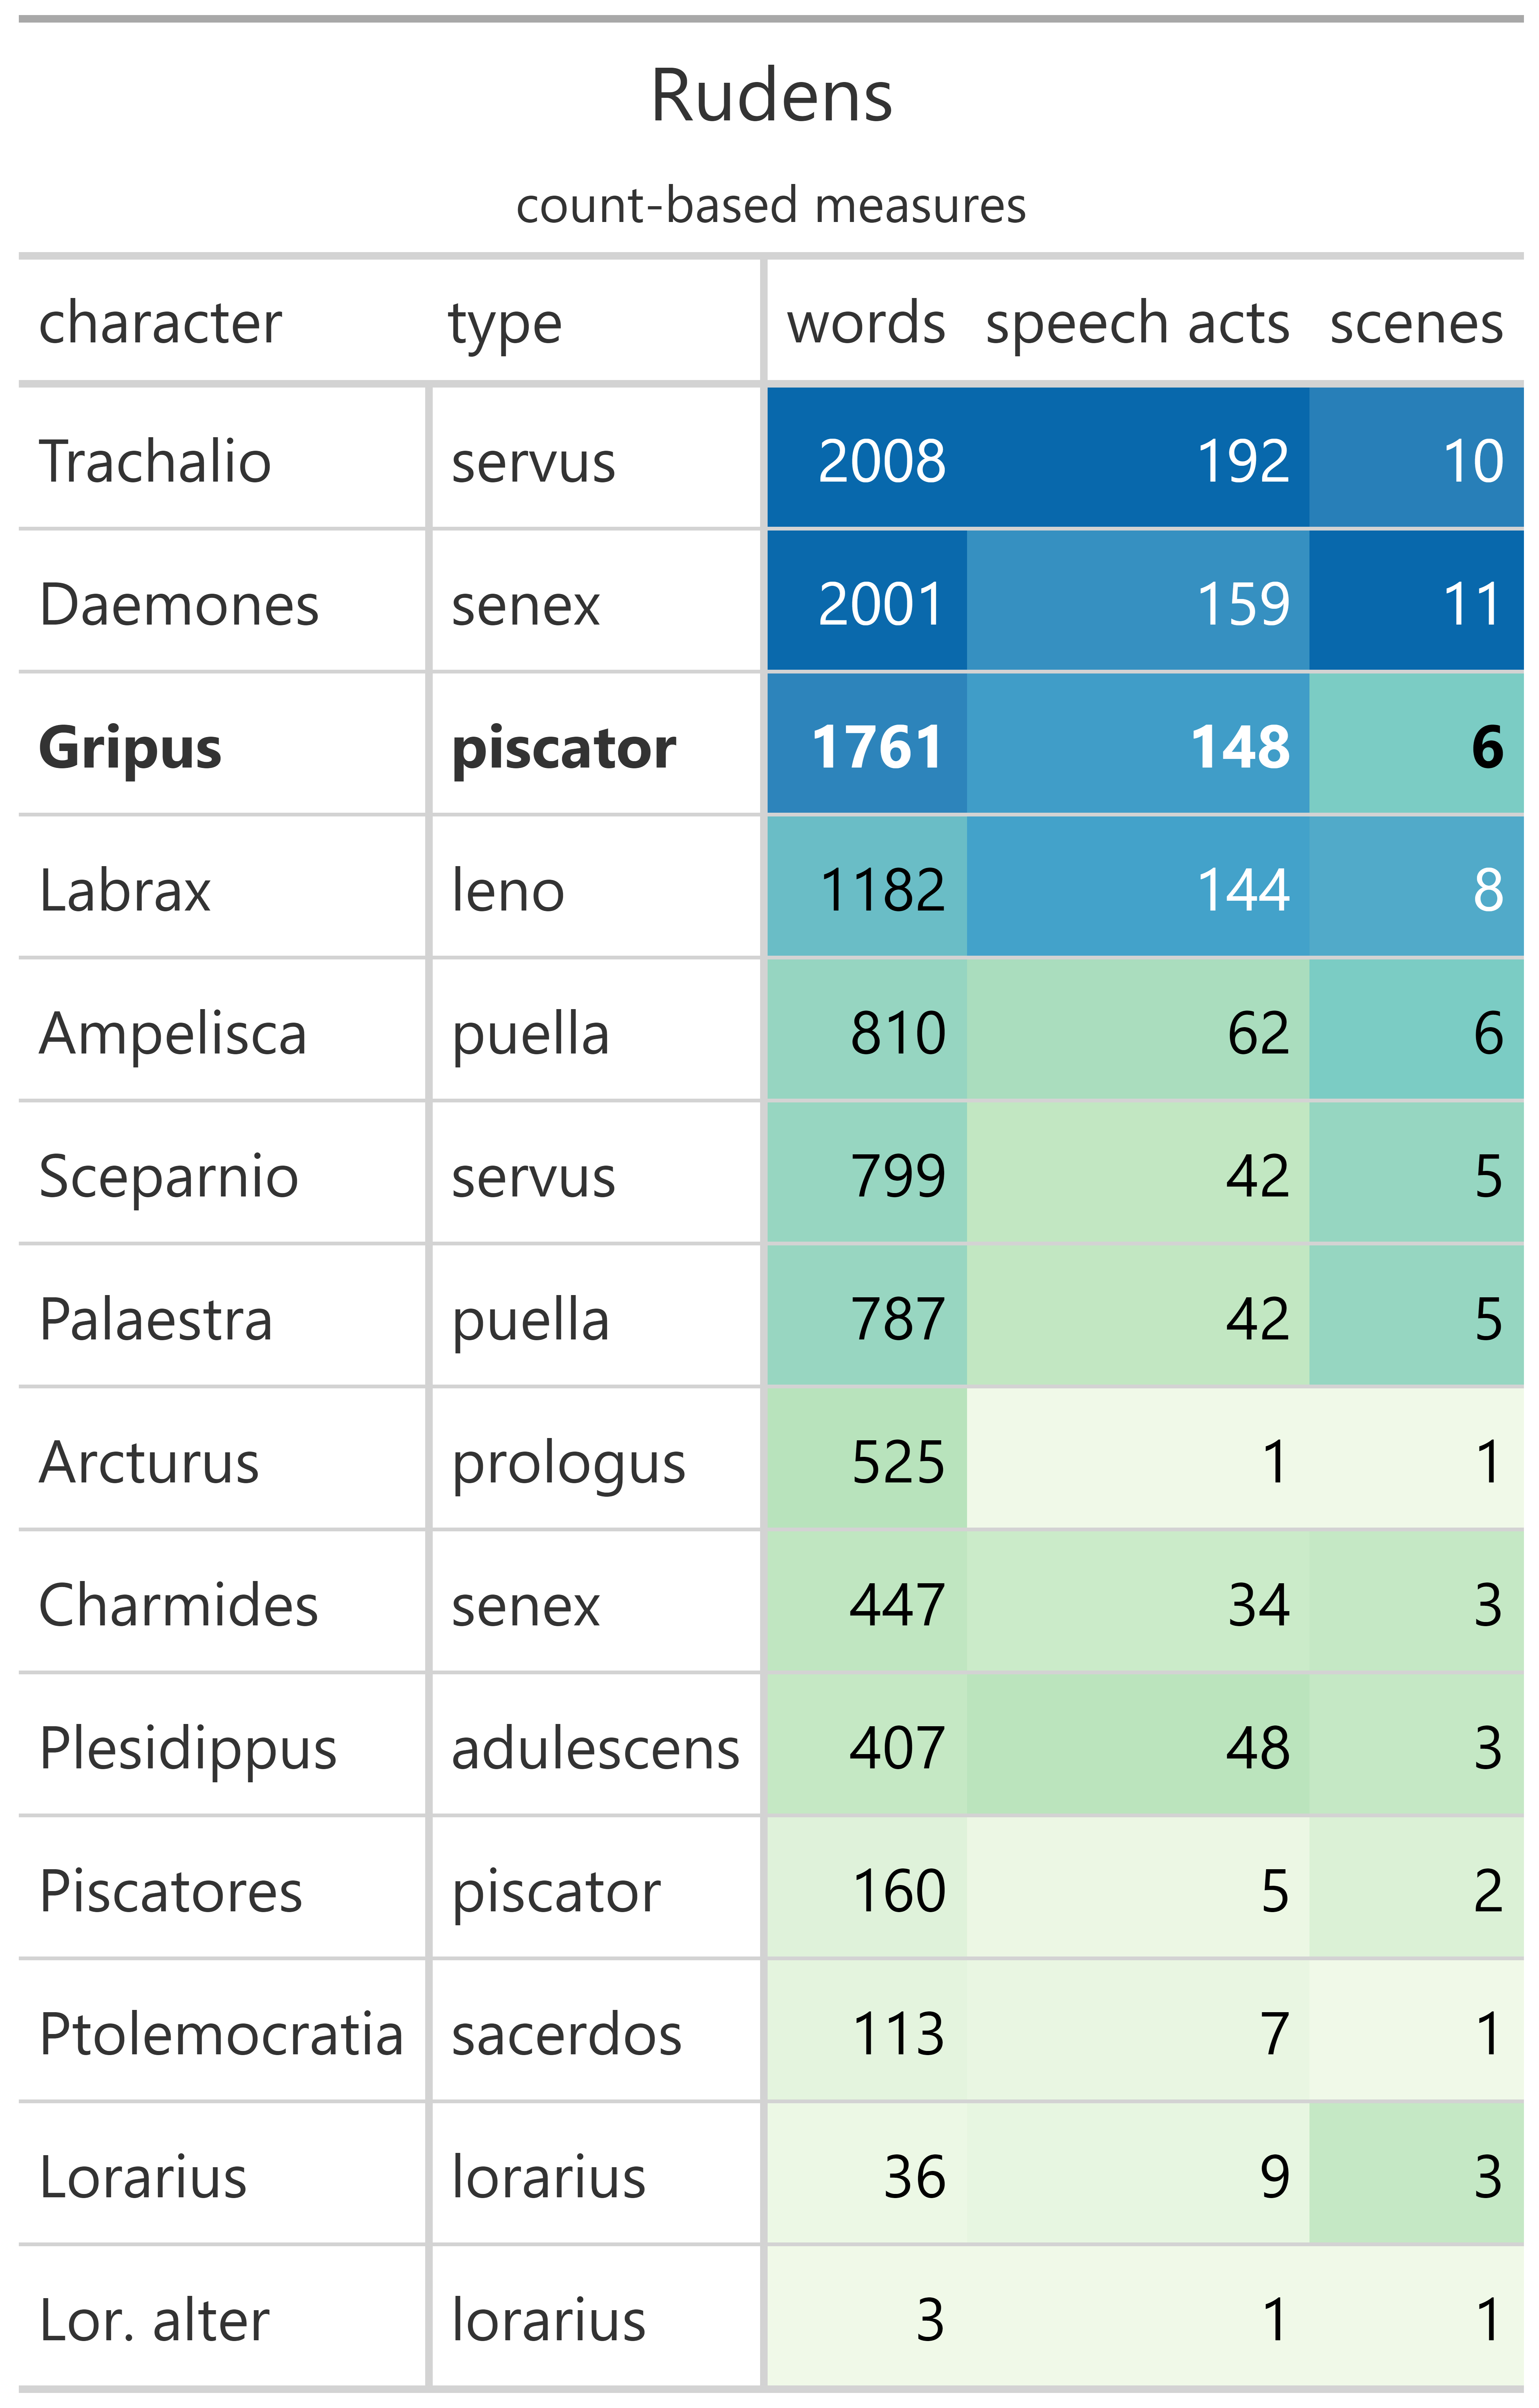 Rudens
count-based measures
character type words speech acts scenes
Trachalio servus 2008 192 10
Daemones senex 2001 159 11
Gripus piscator 1761 148 6
Labrax leno 1182 144 8
Ampelisca puella 810 62 6
Sceparnio servus 799 42 5
Palaestra puella 787 42 5
Arcturus prologus 525 1 1
Charmides senex 447 34 3
Plesidippus adulescens 407 48 3
Piscatores piscator 160 5 2
Ptolemocratia sacerdos 113 7 1
Lorarius lorarius 36 9 3
Lor. alter lorarius 3 1 1